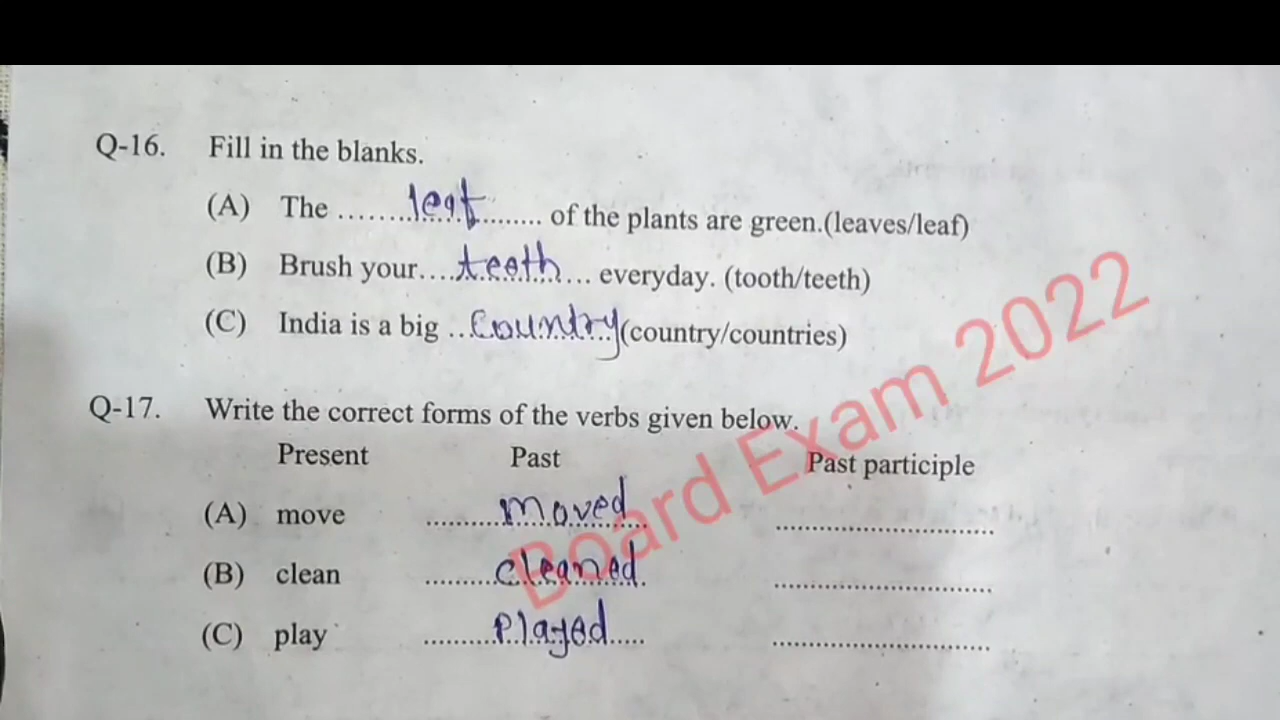 Q-16. Fill in the blanks.
(A) The ........leaf........ of the plants are green.(leaves/leaf)
(B) Brush your....teeth.... everyday. (tooth/teeth)
(C) India is a big ..country(country/countries)
Q-17. Write the correct forms of the verbs given below.
Present Past Past participle
(A) move ........moved........ ................................
(B) clean ........cleaned........ ................................
(C) play ........played........ ................................
Board Exam 2022